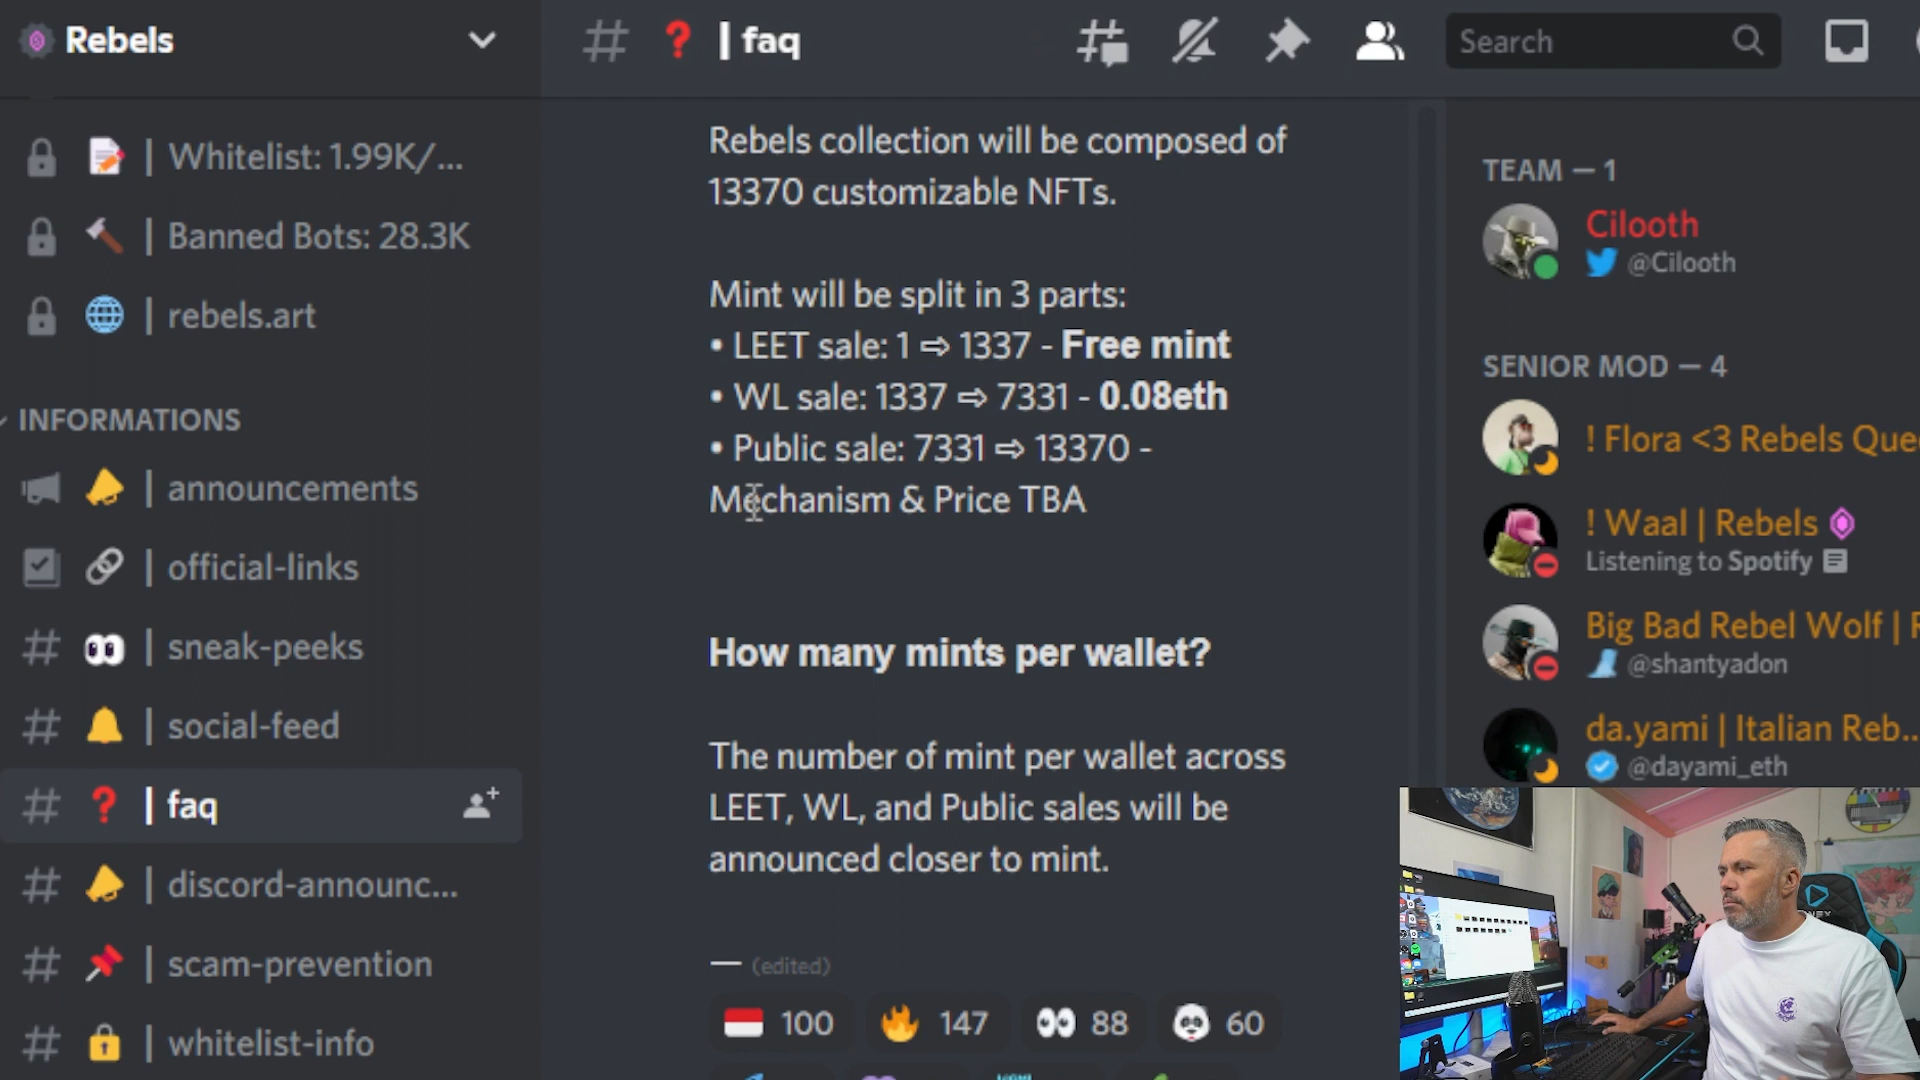 Rebels
| Whitelist: 1.99K/...
| Banned Bots: 28.3K
| rebels.art
INFORMATIONS
| announcements
| official-links
| sneak-peeks
| social-feed
| faq
| discord-announc...
| scam-prevention
| whitelist-info
| faq
Search
Rebels collection will be composed of
13370 customizable NFTs.
Mint will be split in 3 parts:
• LEET sale: 1 ⇨ 1337 - Free mint
• WL sale: 1337 ⇨ 7331 - 0.08eth
• Public sale: 7331 ⇨ 13370 -
Mechanism & Price TBA
How many mints per wallet?
The number of mint per wallet across
LEET, WL, and Public sales will be
announced closer to mint.
— (edited)
100 147 88 60
TEAM — 1
Cilooth
@Cilooth
SENIOR MOD — 4
! Flora <3 Rebels
! Waal | Rebels
Listening to Spotify
Big Bad Rebel Wolf |
@shantyadon
da.yami | Italian Reb...
@dayami_eth